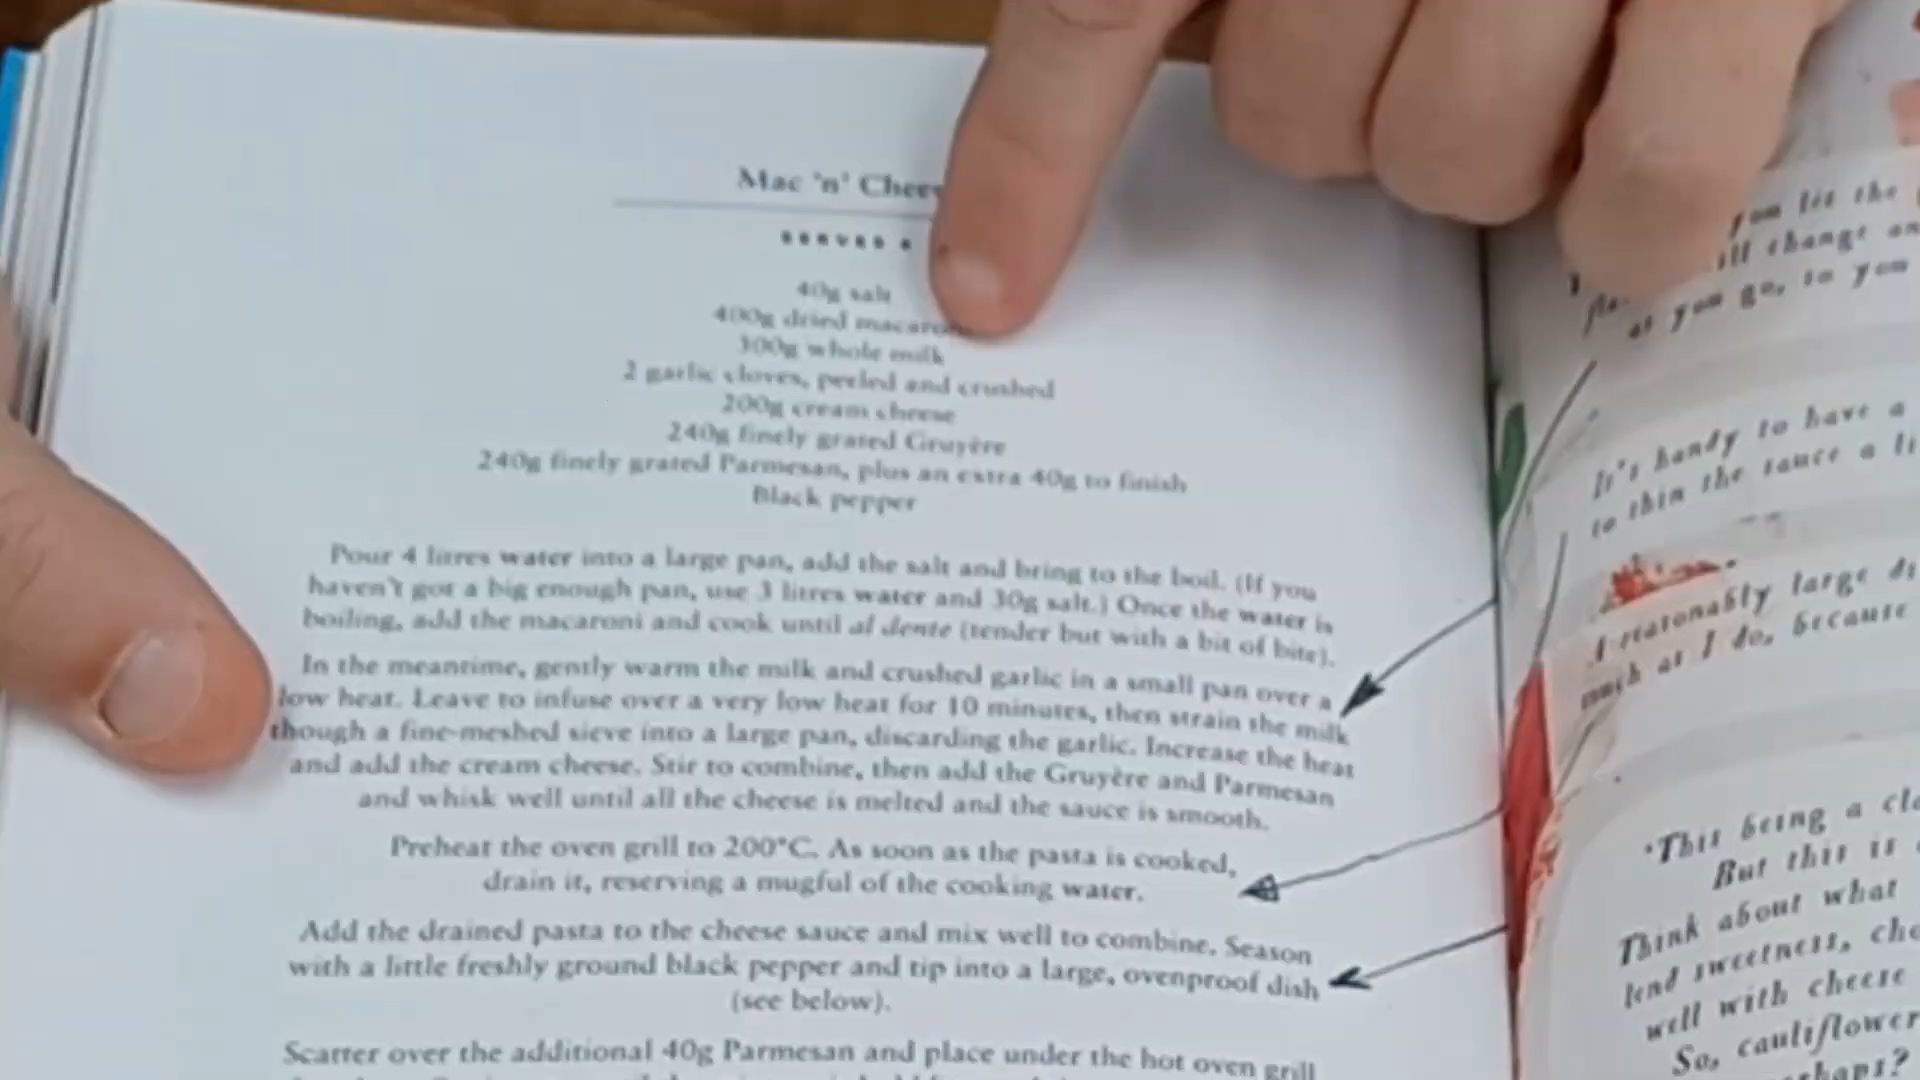 Mac 'n' Chees
SERVES
40g salt
400g dried macaroni
300g whole milk
2 garlic cloves, peeled and crushed
200g cream cheese
240g finely grated Gruyère
240g finely grated Parmesan, plus an extra 40g to finish
Black pepper
Pour 4 litres water into a large pan, add the salt and bring to the boil. (If you
haven't got a big enough pan, use 3 litres water and 30g salt.) Once the water is
boiling, add the macaroni and cook until al dente (tender but with a bit of bite).
In the meantime, gently warm the milk and crushed garlic in a small pan over a
low heat. Leave to infuse over a very low heat for 10 minutes, then strain the milk
though a fine-meshed sieve into a large pan, discarding the garlic. Increase the heat
and add the cream cheese. Stir to combine, then add the Gruyère and Parmesan
and whisk well until all the cheese is melted and the sauce is smooth.
Preheat the oven grill to 200°C. As soon as the pasta is cooked,
drain it, reserving a mugful of the cooking water.
Add the drained pasta to the cheese sauce and mix well to combine. Season
with a little freshly ground black pepper and tip into a large, ovenproof dish
(see below).
Scatter over the additional 40g Parmesan and place under the hot oven grill
you let the
change an
as you go, so you
It's handy to have a
to thin the sauce a li
A reasonably large di
much as I do, because
*This being a cla
But this is
Think about what
lend sweetness, che
well with cheese
So, cauliflower
perhaps?